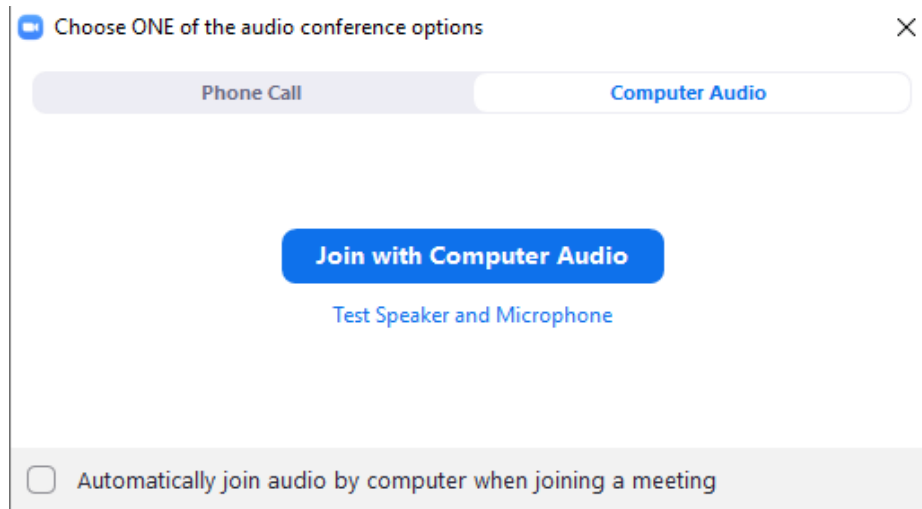 Choose ONE of the audio conference options
Phone Call Computer Audio
Join with Computer Audio
Test Speaker and Microphone
Automatically join audio by computer when joining a meeting